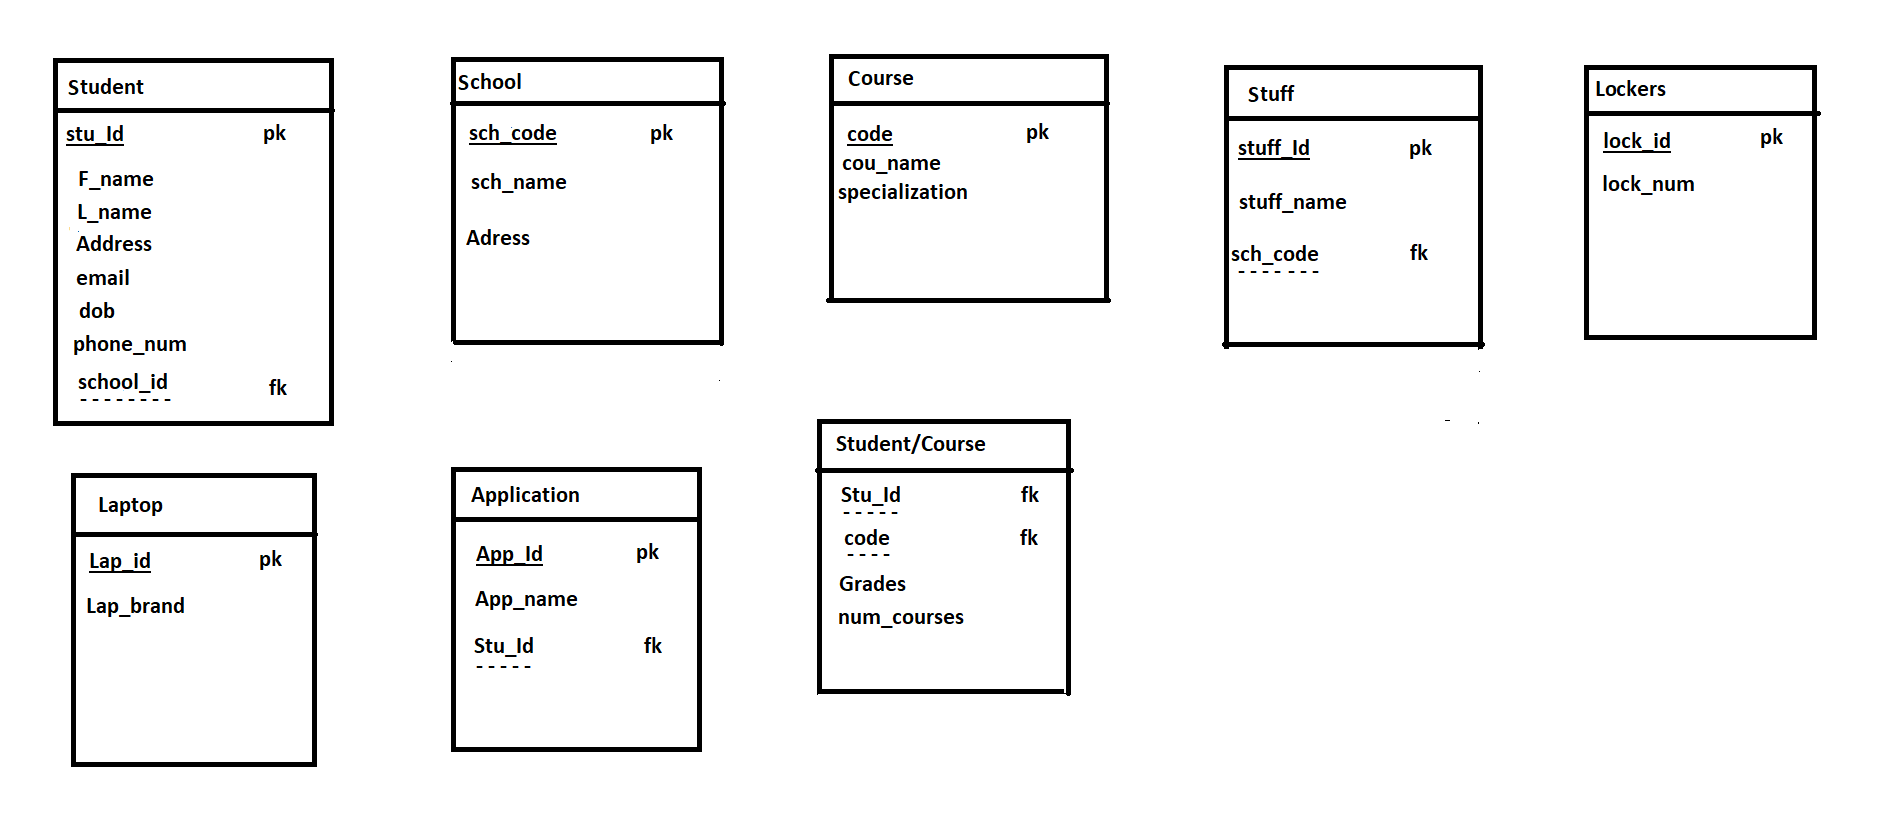 Student
stu_Id pk
F_name
L_name
Address
email
dob
phone_num
school_id fk
School
sch_code pk
sch_name
Adress
Course
code pk
cou_name
specialization
Stuff
stuff_Id pk
stuff_name
sch_code fk
Lockers
lock_id pk
lock_num
Laptop
Lap_id pk
Lap_brand
Application
App_Id pk
App_name
Stu_Id fk
Student/Course
Stu_Id fk
code fk
Grades
num_courses